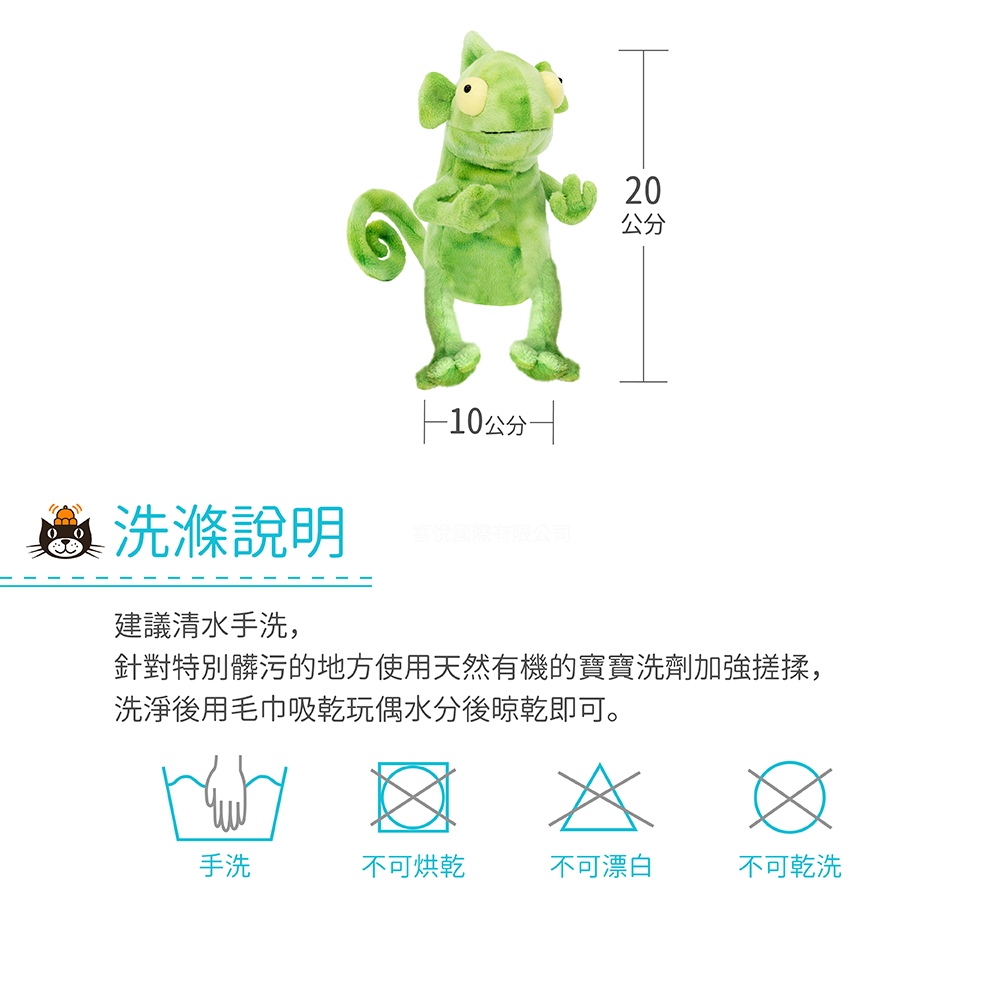 20
公分
10公分
洗滌說明
建議清水手洗，
針對特別髒污的地方使用天然有機的寶寶洗劑加強搓揉，
洗淨後用毛巾吸乾玩偶水分後晾乾即可。
手洗
不可烘乾
不可漂白
不可乾洗